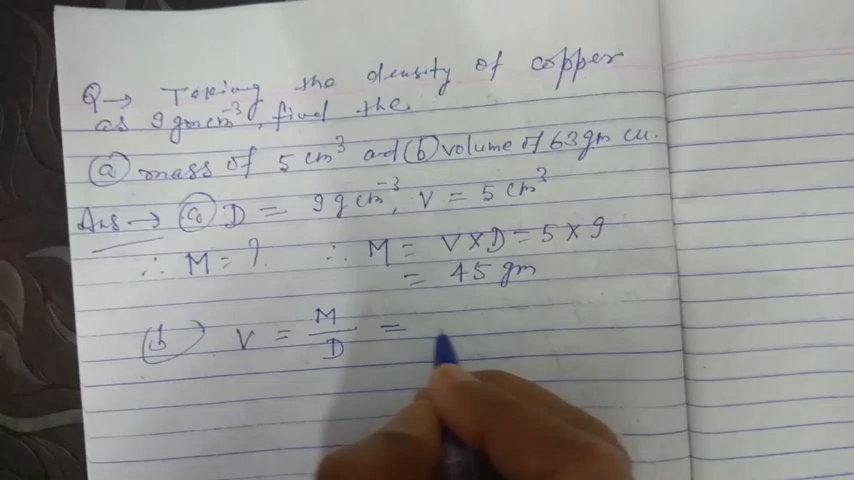 Q→ Taking the density of copper
as 9 gm cm⁻³, find the
(a) mass of 5 cm³ and (b) volume of 63 gm cu.
Ans → (a) D = 9 g cm⁻³, V = 5 cm³
∴ M = ? ∴ M = V × D = 5 × 9
= 45 gm
(b) V = M/D =